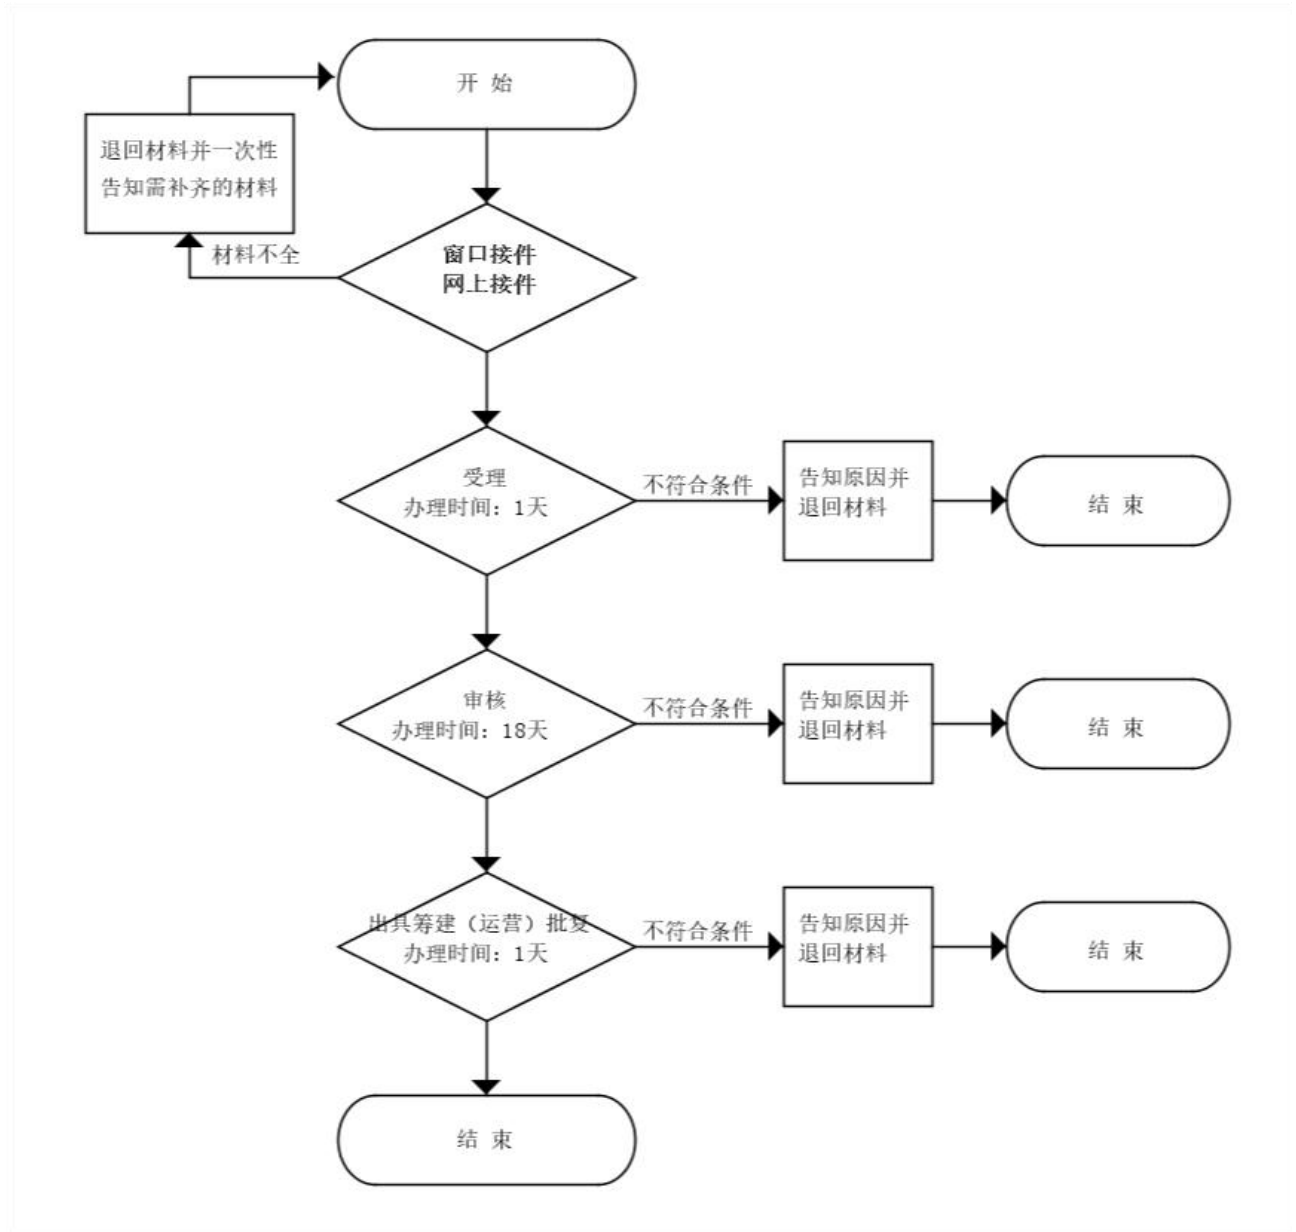 开 始
退回材料并一次性
告知需补齐的材料
材料不全
窗口接件
网上接件
受理
办理时间：1天
不符合条件
告知原因并
退回材料
结 束
审核
办理时间：18天
不符合条件
告知原因并
退回材料
结 束
出具筹建（运营）批复
办理时间：1天
不符合条件
告知原因并
退回材料
结 束
结 束